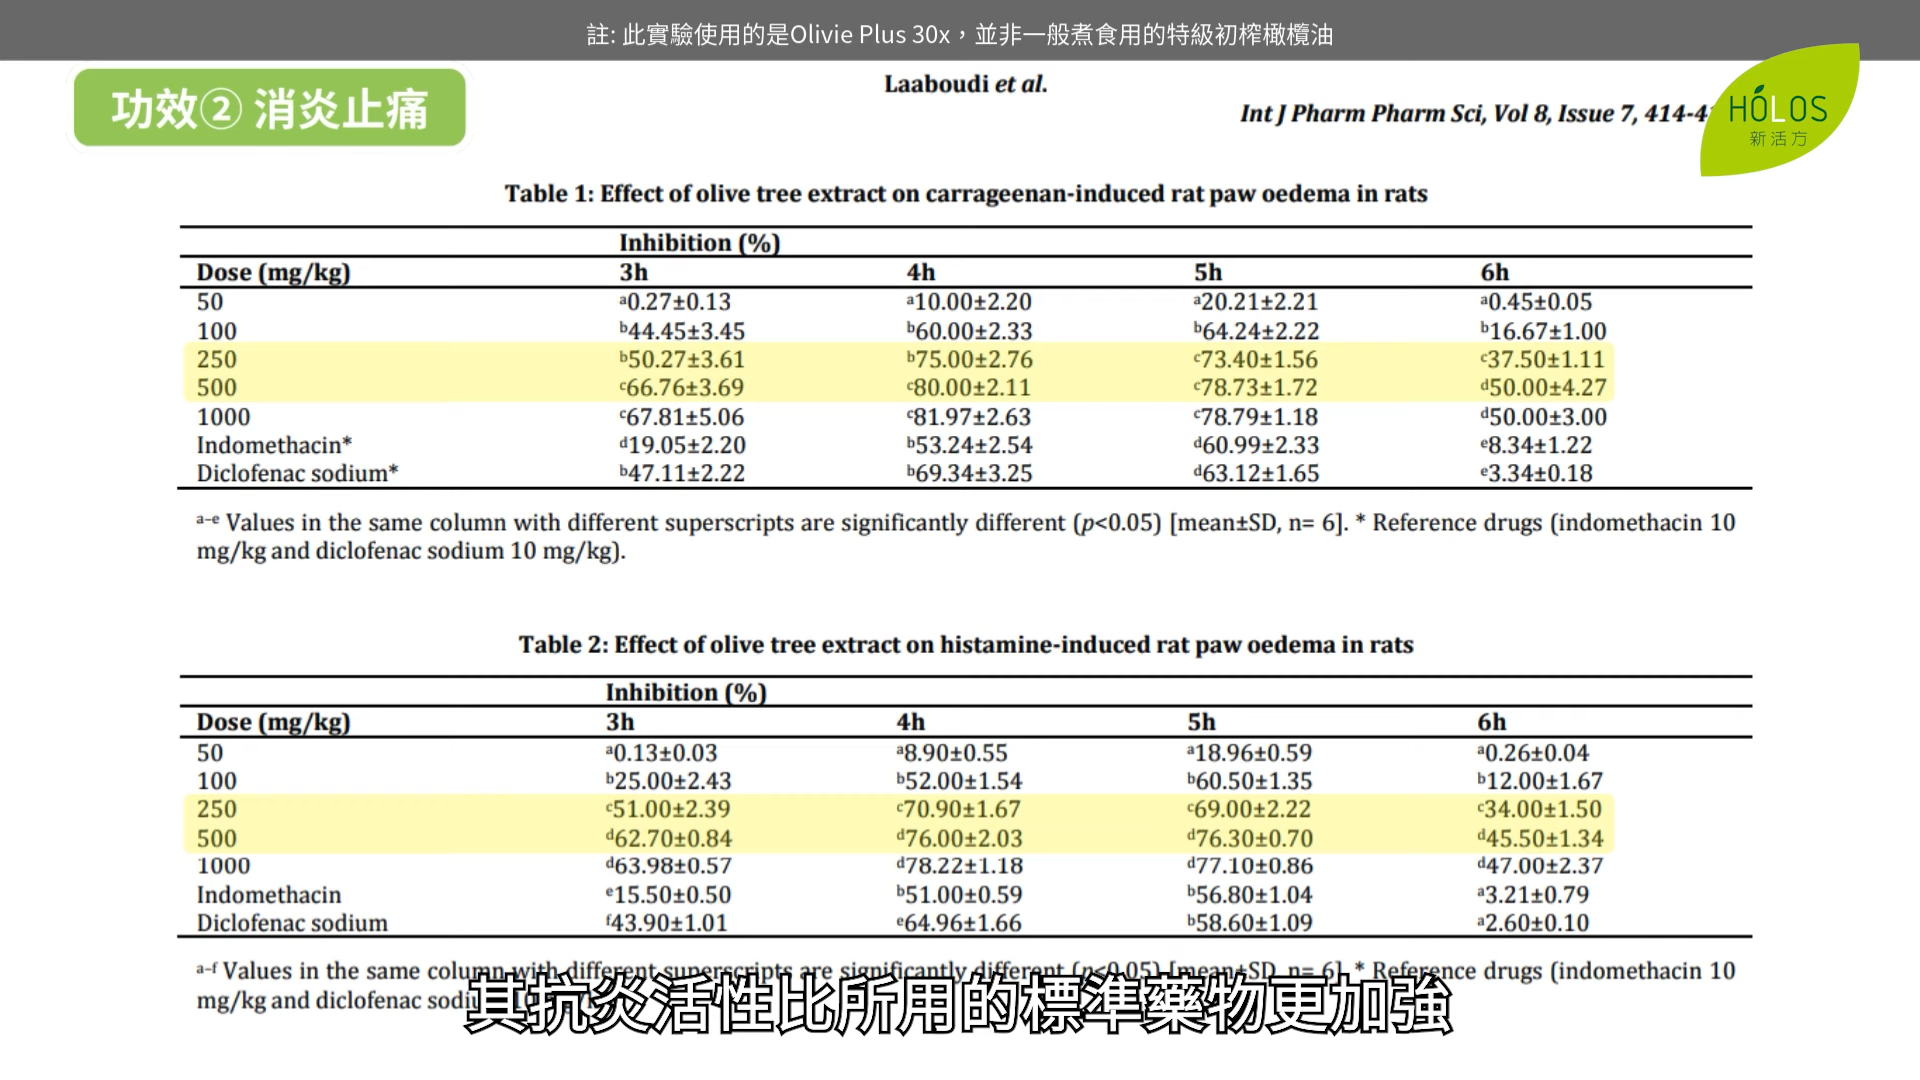 註: 此實驗使用的是Olivie Plus 30x，並非一般煮食用的特級初榨橄欖油
功效② 消炎止痛
Laaboudi et al.
Int J Pharm Pharm Sci, Vol 8, Issue 7, 414-4
HOLOS
新活方
Table 1: Effect of olive tree extract on carrageenan-induced rat paw oedema in rats
Inhibition (%)
Dose (mg/kg) 3h 4h 5h 6h
50 ᵃ0.27±0.13 ᵃ10.00±2.20 ᵃ20.21±2.21 ᵃ0.45±0.05
100 ᵇ44.45±3.45 ᵇ60.00±2.33 ᵇ64.24±2.22 ᵇ16.67±1.00
250 ᵇ50.27±3.61 ᵇ75.00±2.76 ᶜ73.40±1.56 ᶜ37.50±1.11
500 ᶜ66.76±3.69 ᶜ80.00±2.11 ᶜ78.73±1.72 ᵈ50.00±4.27
1000 ᶜ67.81±5.06 ᶜ81.97±2.63 ᶜ78.79±1.18 ᵈ50.00±3.00
Indomethacin* ᵈ19.05±2.20 ᵇ53.24±2.54 ᵈ60.99±2.33 ᵉ8.34±1.22
Diclofenac sodium* ᵇ47.11±2.22 ᵇ69.34±3.25 ᵈ63.12±1.65 ᵉ3.34±0.18
ᵃ⁻ᵉ Values in the same column with different superscripts are significantly different (p<0.05) [mean±SD, n= 6]. * Reference drugs (indomethacin 10
mg/kg and diclofenac sodium 10 mg/kg).
Table 2: Effect of olive tree extract on histamine-induced rat paw oedema in rats
Inhibition (%)
Dose (mg/kg) 3h 4h 5h 6h
50 ᵃ0.13±0.03 ᵃ8.90±0.55 ᵃ18.96±0.59 ᵃ0.26±0.04
100 ᵇ25.00±2.43 ᵇ52.00±1.54 ᵇ60.50±1.35 ᵇ12.00±1.67
250 ᶜ51.00±2.39 ᶜ70.90±1.67 ᶜ69.00±2.22 ᶜ34.00±1.50
500 ᵈ62.70±0.84 ᵈ76.00±2.03 ᵈ76.30±0.70 ᵈ45.50±1.34
1000 ᵈ63.98±0.57 ᵈ78.22±1.18 ᵈ77.10±0.86 ᵈ47.00±2.37
Indomethacin ᵉ15.50±0.50 ᵇ51.00±0.59 ᵇ56.80±1.04 ᵃ3.21±0.79
Diclofenac sodium ᶠ43.90±1.01 ᵉ64.96±1.66 ᵇ58.60±1.09 ᵃ2.60±0.10
ᵃ⁻ᶠ Values in the same column with different superscripts are significantly different (p<0.05) [mean±SD, n= 6]. * Reference drugs (indomethacin 10
mg/kg and diclofenac
其抗炎活性比所用的標準藥物更加強